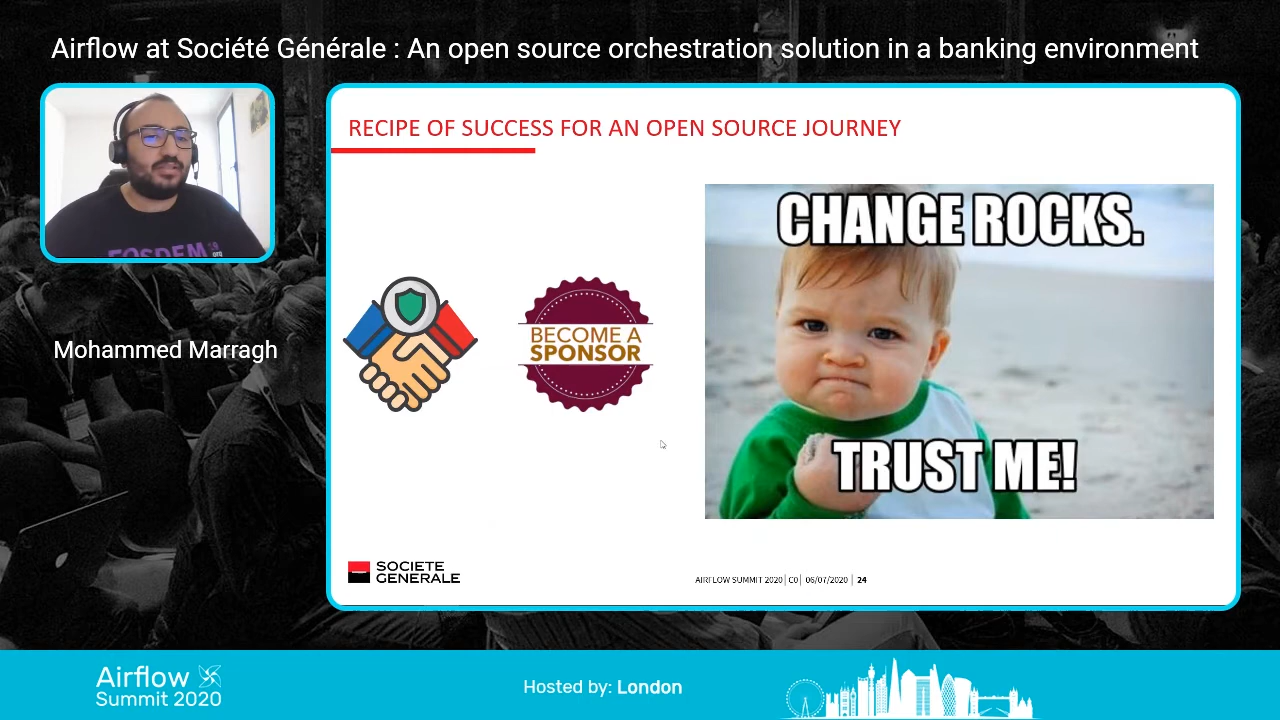 Airflow at Société Générale : An open source orchestration solution in a banking environment
RECIPE OF SUCCESS FOR AN OPEN SOURCE JOURNEY
FOSDEM
org
Mohammed Marragh
BECOME A
SPONSOR
CHANGE ROCKS.
TRUST ME!
SOCIETE
GENERALE
AIRFLOW SUMMIT 2020 | C0 | 06/07/2020 | 24
Airflow
Summit 2020
Hosted by: London